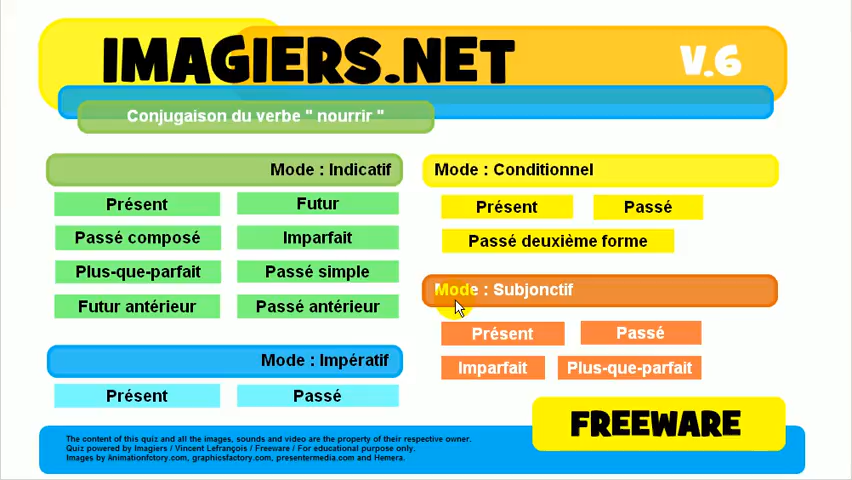 IMAGIERS.NET
V.6
Conjugaison du verbe " nourrir "
Mode : Indicatif
Présent
Futur
Passé composé
Imparfait
Plus-que-parfait
Passé simple
Futur antérieur
Passé antérieur
Mode : Impératif
Présent
Passé
Mode : Conditionnel
Présent
Passé
Passé deuxième forme
Mode : Subjonctif
Présent
Passé
Imparfait
Plus-que-parfait
FREEWARE
The content of this quiz and all the images, sounds and video are the property of their respective owner.
Quiz powered by Imagiers / Vincent Lefrançois / Freeware / For educational purpose only.
Images by Animationfctory.com, graphicsfactory.com, presentermedia.com and Hemera.